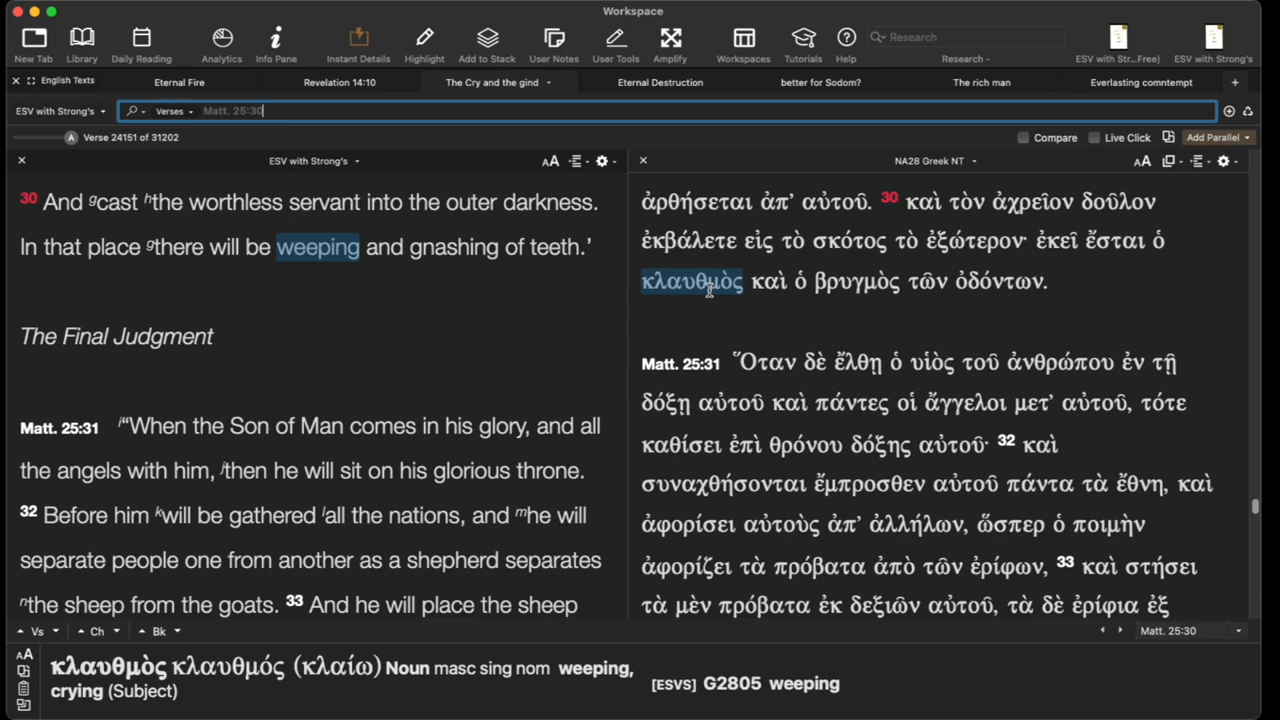 Workspace
New Tab Library Daily Reading Analytics Info Pane Instant Details Highlight Add to Stack User Notes User Tools Amplify Workspaces Tutorials Help Research Research - ESV with Str...Free) ESV with Strong's
English Texts Eternal Fire Revelation 14:10 The Cry and the gind Eternal Destruction better for Sodom? The rich man Everlasting comntempt +
ESV with Strong's Verses Matt. 25:30
A Verse 24151 of 31202 Compare Live Click Add Parallel
ESV with Strong's AA
30 And gcast hthe worthless servant into the outer darkness.
In that place gthere will be weeping and gnashing of teeth.’
The Final Judgment
Matt. 25:31 i“When the Son of Man comes in his glory, and all
the angels with him, jthen he will sit on his glorious throne.
32 Before him kwill be gathered lall the nations, and mhe will
separate people one from another as a shepherd separates
nthe sheep from the goats. 33 And he will place the sheep
NA28 Greek NT AA
ἀρθήσεται ἀπ’ αὐτοῦ. 30 καὶ τὸν ἀχρεῖον δοῦλον
ἐκβάλετε εἰς τὸ σκότος τὸ ἐξώτερον· ἐκεῖ ἔσται ὁ
κλαυθμὸς καὶ ὁ βρυγμὸς τῶν ὀδόντων.
Matt. 25:31 Ὅταν δὲ ἔλθῃ ὁ υἱὸς τοῦ ἀνθρώπου ἐν τῇ
δόξῃ αὐτοῦ καὶ πάντες οἱ ἄγγελοι μετ’ αὐτοῦ, τότε
καθίσει ἐπὶ θρόνου δόξης αὐτοῦ· 32 καὶ
συναχθήσονται ἔμπροσθεν αὐτοῦ πάντα τὰ ἔθνη, καὶ
ἀφορίσει αὐτοὺς ἀπ’ ἀλλήλων, ὥσπερ ὁ ποιμὴν
ἀφορίζει τὰ πρόβατα ἀπὸ τῶν ἐρίφων, 33 καὶ στήσει
τὰ μὲν πρόβατα ἐκ δεξιῶν αὐτοῦ, τὰ δὲ ἐρίφια ἐξ
Vs Ch Bk Matt. 25:30
AA
κλαυθμὸς κλαυθμός (κλαίω) Noun masc sing nom weeping,
crying (Subject)
[ESVS] G2805 weeping